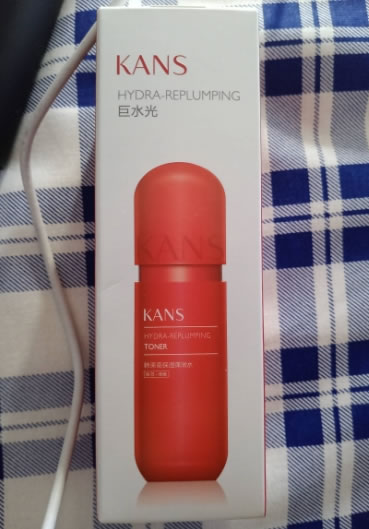 KANS
HYDRA-REPLUMPING
巨水光
KANS
KANS
HYDRA-REPLUMPING
TONER